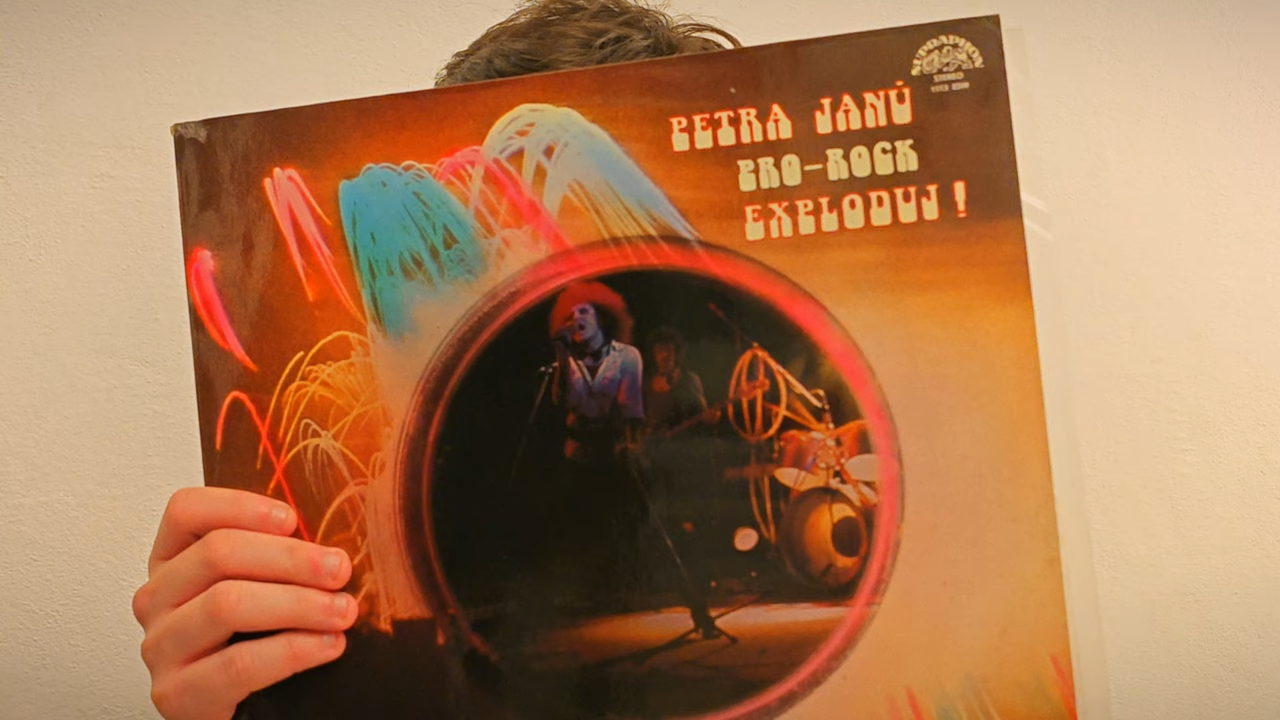 PETRA JANŮ
PRO-ROCK
EXPLODUJ!
SUPRAPHON
STEREO